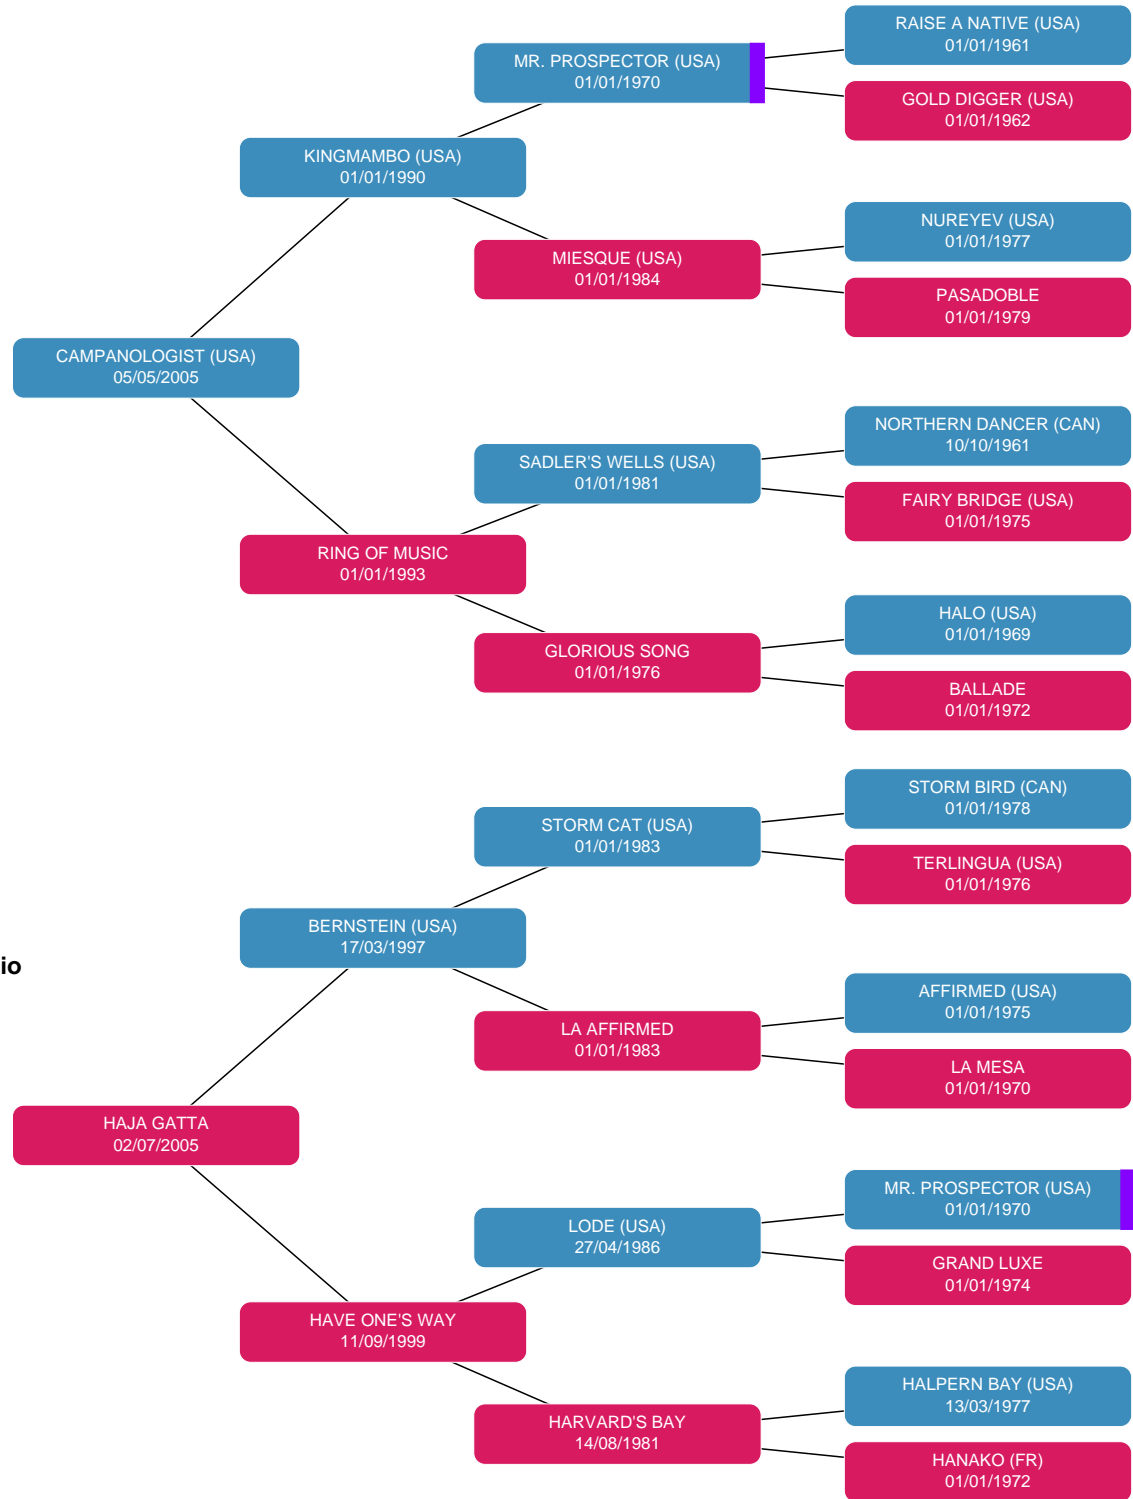 RAISE A NATIVE (USA)
01/01/1961
MR. PROSPECTOR (USA)
01/01/1970
GOLD DIGGER (USA)
01/01/1962
KINGMAMBO (USA)
01/01/1990
NUREYEV (USA)
01/01/1977
MIESQUE (USA)
01/01/1984
PASADOBLE
01/01/1979
CAMPANOLOGIST (USA)
05/05/2005
NORTHERN DANCER (CAN)
10/10/1961
SADLER'S WELLS (USA)
01/01/1981
FAIRY BRIDGE (USA)
01/01/1975
RING OF MUSIC
01/01/1993
HALO (USA)
01/01/1969
GLORIOUS SONG
01/01/1976
BALLADE
01/01/1972
STORM BIRD (CAN)
01/01/1978
STORM CAT (USA)
01/01/1983
TERLINGUA (USA)
01/01/1976
BERNSTEIN (USA)
17/03/1997
io
AFFIRMED (USA)
01/01/1975
LA AFFIRMED
01/01/1983
LA MESA
01/01/1970
HAJA GATTA
02/07/2005
MR. PROSPECTOR (USA)
01/01/1970
LODE (USA)
27/04/1986
GRAND LUXE
01/01/1974
HAVE ONE'S WAY
11/09/1999
HALPERN BAY (USA)
13/03/1977
HARVARD'S BAY
14/08/1981
HANAKO (FR)
01/01/1972